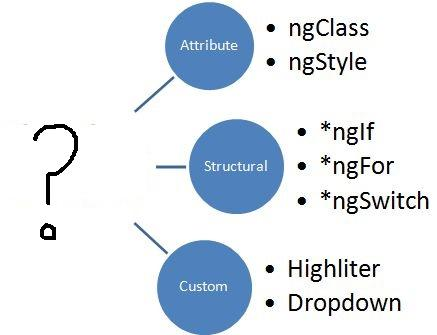 Attribute
• ngClass
• ngStyle
?
Structural
• *ngIf
• *ngFor
• *ngSwitch
Custom
• Highliter
• Dropdown